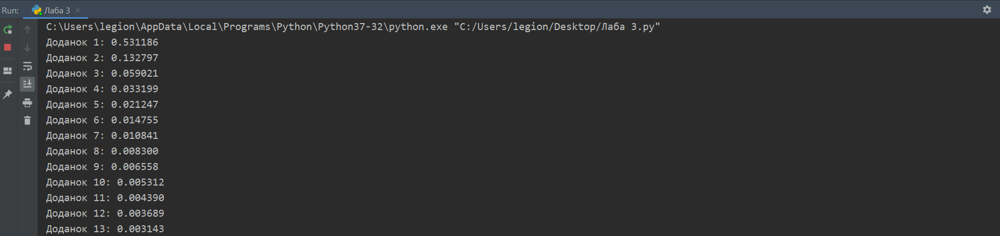 Run: Лаба 3
C:\Users\legion\AppData\Local\Programs\Python\Python37-32\python.exe "C:/Users/legion/Desktop/Лаба 3.py"
Доданок 1: 0.531186
Доданок 2: 0.132797
Доданок 3: 0.059021
Доданок 4: 0.033199
Доданок 5: 0.021247
Доданок 6: 0.014755
Доданок 7: 0.010841
Доданок 8: 0.008300
Доданок 9: 0.006558
Доданок 10: 0.005312
Доданок 11: 0.004390
Доданок 12: 0.003689
Доданок 13: 0.003143